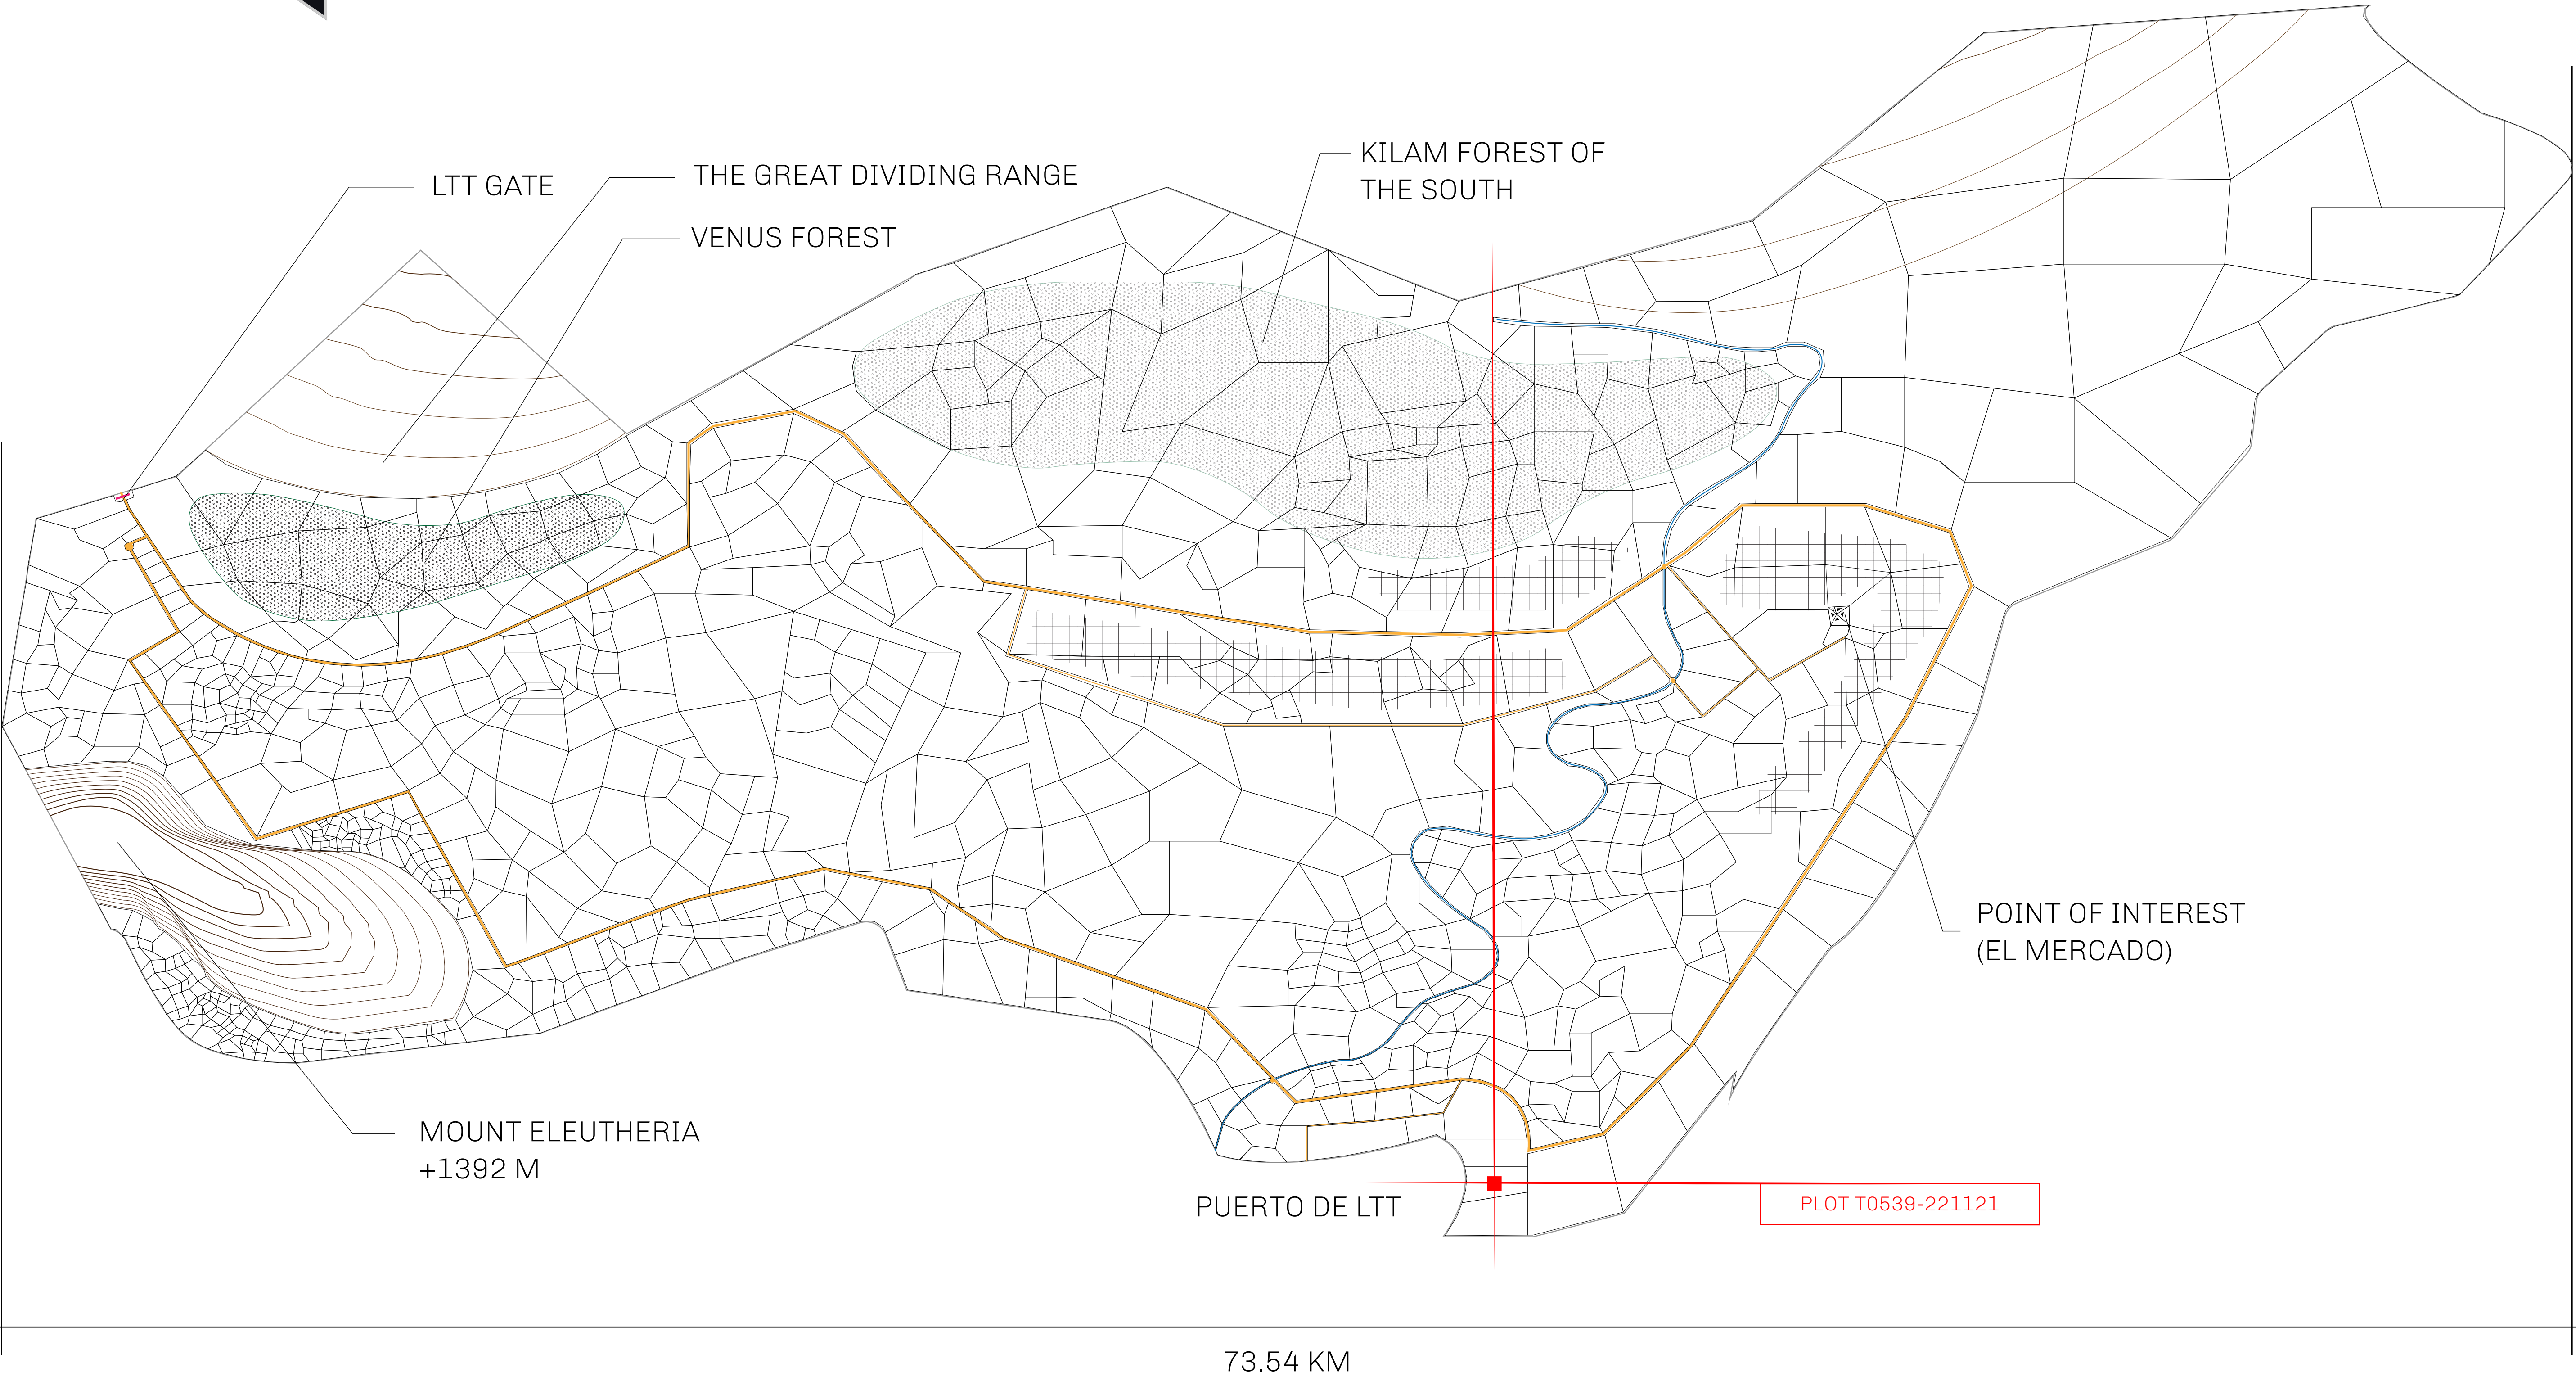 KILAM FOREST OF
THE SOUTH
THE GREAT DIVIDING RANGE
LTT GATE
VENUS FOREST
POINT OF INTEREST
(EL MERCADO)
MOUNT ELEUTHERIA
+1392 M
PUERTO DE LTT
PLOT T0539-221121
73.54 KM